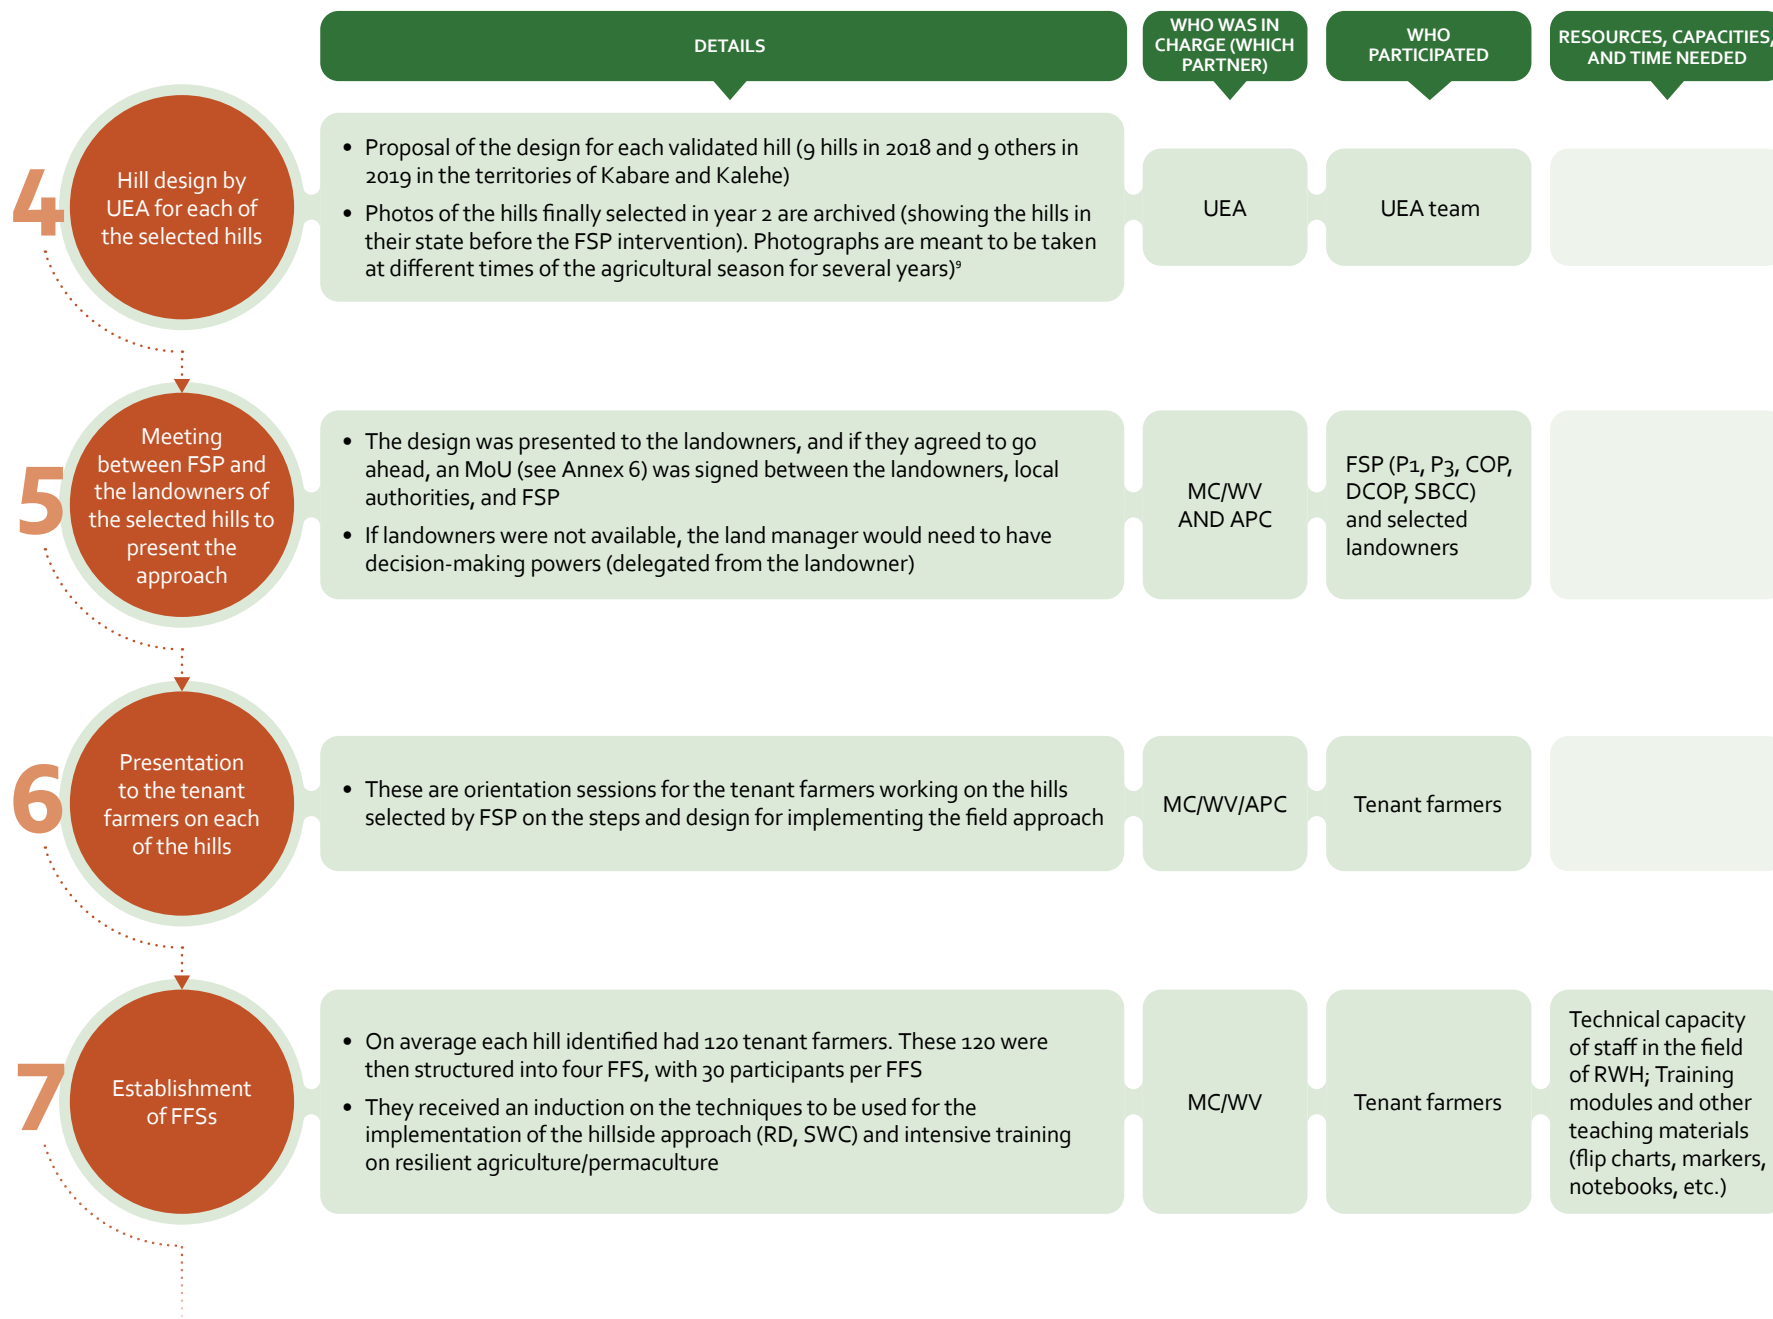 DETAILS
WHO WAS IN
CHARGE (WHICH
PARTNER)
WHO
PARTICIPATED
RESOURCES, CAPACITIES,
AND TIME NEEDED
4
Hill design by
UEA for each of
the selected hills
• Proposal of the design for each validated hill (9 hills in 2018 and 9 others in
2019 in the territories of Kabare and Kalehe)
• Photos of the hills finally selected in year 2 are archived (showing the hills in
their state before the FSP intervention). Photographs are meant to be taken
at different times of the agricultural season for several years)⁹
UEA
UEA team
5
Meeting
between FSP and
the landowners of
the selected hills to
present the
approach
• The design was presented to the landowners, and if they agreed to go
ahead, an MoU (see Annex 6) was signed between the landowners, local
authorities, and FSP
• If landowners were not available, the land manager would need to have
decision-making powers (delegated from the landowner)
MC/WV
AND APC
FSP (P1, P3, COP,
DCOP, SBCC)
and selected
landowners
6
Presentation
to the tenant
farmers on each
of the hills
• These are orientation sessions for the tenant farmers working on the hills
selected by FSP on the steps and design for implementing the field approach
MC/WV/APC
Tenant farmers
7
Establishment
of FFSs
• On average each hill identified had 120 tenant farmers. These 120 were
then structured into four FFS, with 30 participants per FFS
• They received an induction on the techniques to be used for the
implementation of the hillside approach (RD, SWC) and intensive training
on resilient agriculture/permaculture
MC/WV
Tenant farmers
Technical capacity
of staff in the field
of RWH; Training
modules and other
teaching materials
(flip charts, markers,
notebooks, etc.)